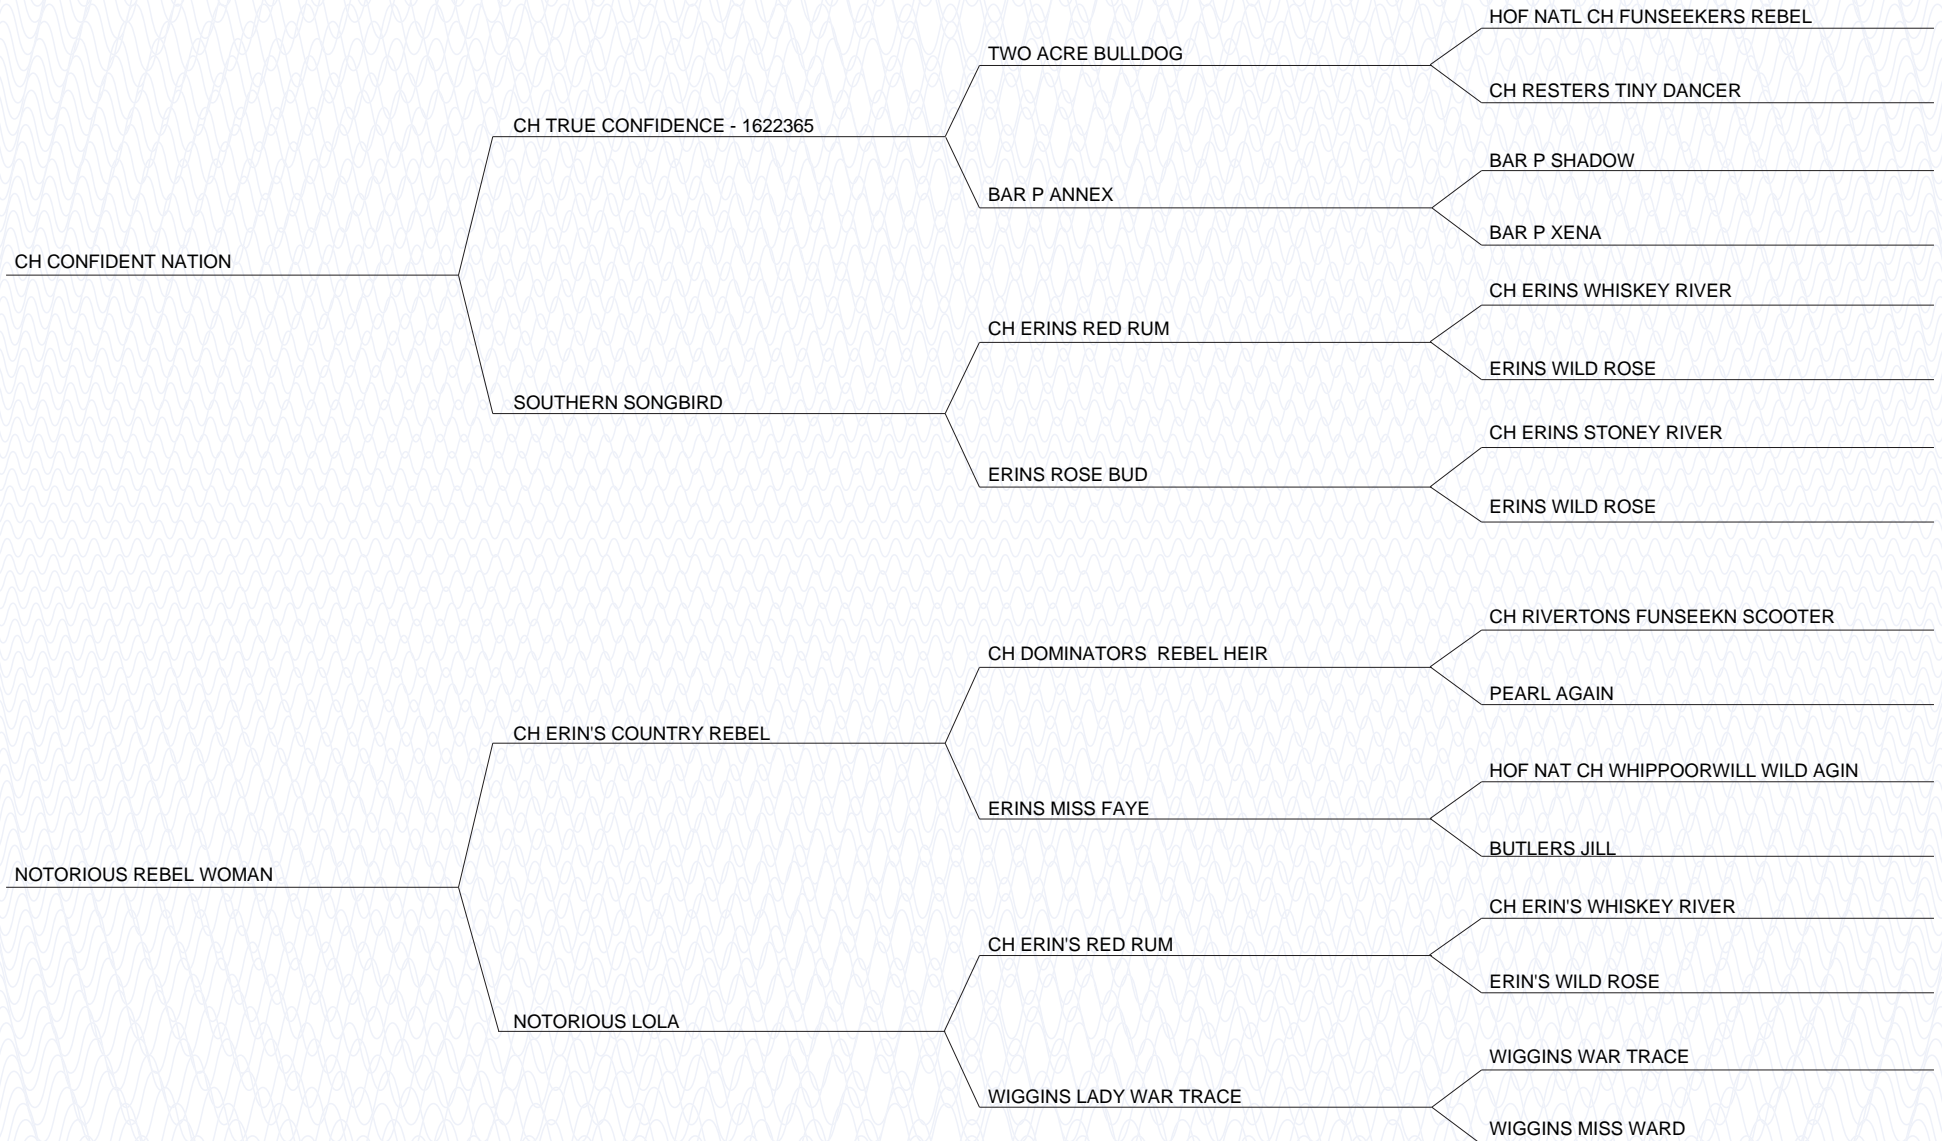 HOF NATL CH FUNSEEKERS REBEL
TWO ACRE BULLDOG
CH RESTERS TINY DANCER
CH TRUE CONFIDENCE - 1622365
BAR P SHADOW
BAR P ANNEX
BAR P XENA
CH CONFIDENT NATION
CH ERINS WHISKEY RIVER
CH ERINS RED RUM
ERINS WILD ROSE
SOUTHERN SONGBIRD
CH ERINS STONEY RIVER
ERINS ROSE BUD
ERINS WILD ROSE
CH RIVERTONS FUNSEEKN SCOOTER
CH DOMINATORS  REBEL HEIR
PEARL AGAIN
CH ERIN'S COUNTRY REBEL
HOF NAT CH WHIPPOORWILL WILD AGIN
ERINS MISS FAYE
BUTLERS JILL
NOTORIOUS REBEL WOMAN
CH ERIN'S WHISKEY RIVER
CH ERIN'S RED RUM
ERIN'S WILD ROSE
NOTORIOUS LOLA
WIGGINS WAR TRACE
WIGGINS LADY WAR TRACE
WIGGINS MISS WARD